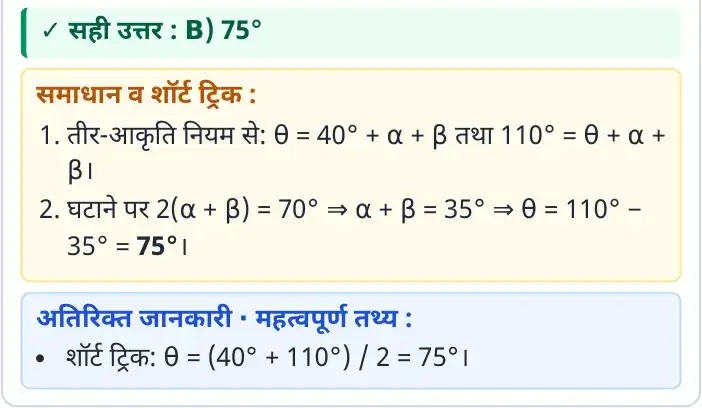 ✓ सही उत्तर : B) 75°
समाधान व शॉर्ट ट्रिक :
1. तीर-आकृति नियम से: θ = 40° + α + β तथा 110° = θ + α +
β।
2. घटाने पर 2(α + β) = 70° ⇒ α + β = 35° ⇒ θ = 110° −
35° = 75°।
अतिरिक्त जानकारी · महत्वपूर्ण तथ्य :
• शॉर्ट ट्रिक: θ = (40° + 110°) / 2 = 75°।